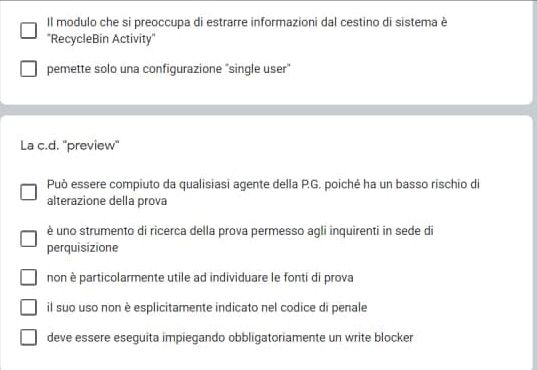 Il modulo che si preoccupa di estrarre informazioni dal cestino di sistema è
"RecycleBin Activity"
pemette solo una configurazione "single user"
La c.d. "preview"
Può essere compiuto da qualisiasi agente della P.G. poiché ha un basso rischio di
alterazione della prova
è uno strumento di ricerca della prova permesso agli inquirenti in sede di
perquisizione
non è particolarmente utile ad individuare le fonti di prova
il suo uso non è esplicitamente indicato nel codice di penale
deve essere eseguita impiegando obbligatoriamente un write blocker